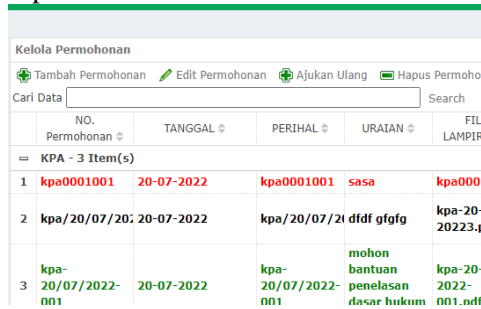 Kelola Permohonan
Tambah Permohonan Edit Permohonan Ajukan Ulang Hapus Permoho
Cari Data Search
NO. Permohonan TANGGAL PERIHAL URAIAN FIL LAMPIR
KPA - 3 Item(s)
1 kpa0001001 20-07-2022 kpa0001001 sasa kpa000
2 kpa/20/07/202 20-07-2022 kpa/20/07/20 dfdf gfgfg kpa-20-
20223.p
mohon
kpa- kpa- bantuan kpa-20-
3 20/07/2022- 20-07-2022 20/07/2022- penelasan 2022-
001 001 dasar hukum 001.pdf